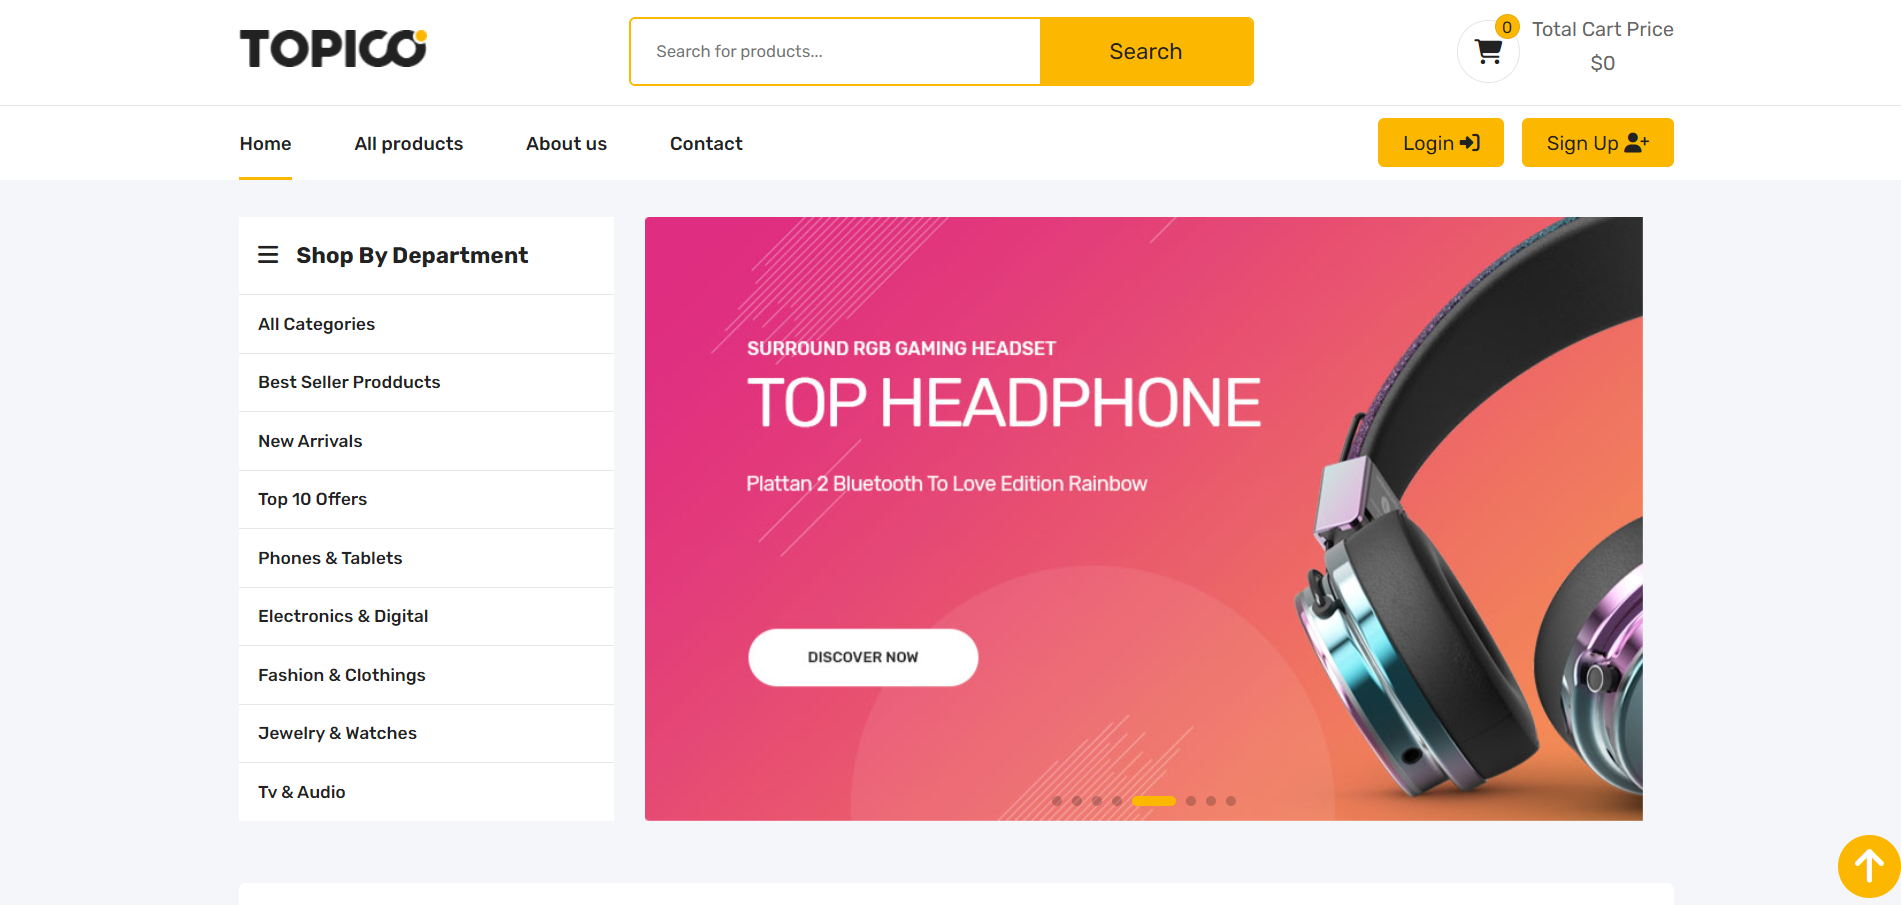 TOPICO
Search for products...
Search
0
Total Cart Price
$0
Home
All products
About us
Contact
Login
Sign Up
Shop By Department
All Categories
Best Seller Prodducts
New Arrivals
Top 10 Offers
Phones & Tablets
Electronics & Digital
Fashion & Clothings
Jewelry & Watches
Tv & Audio
SURROUND RGB GAMING HEADSET
TOP HEADPHONE
Plattan 2 Bluetooth To Love Edition Rainbow
DISCOVER NOW